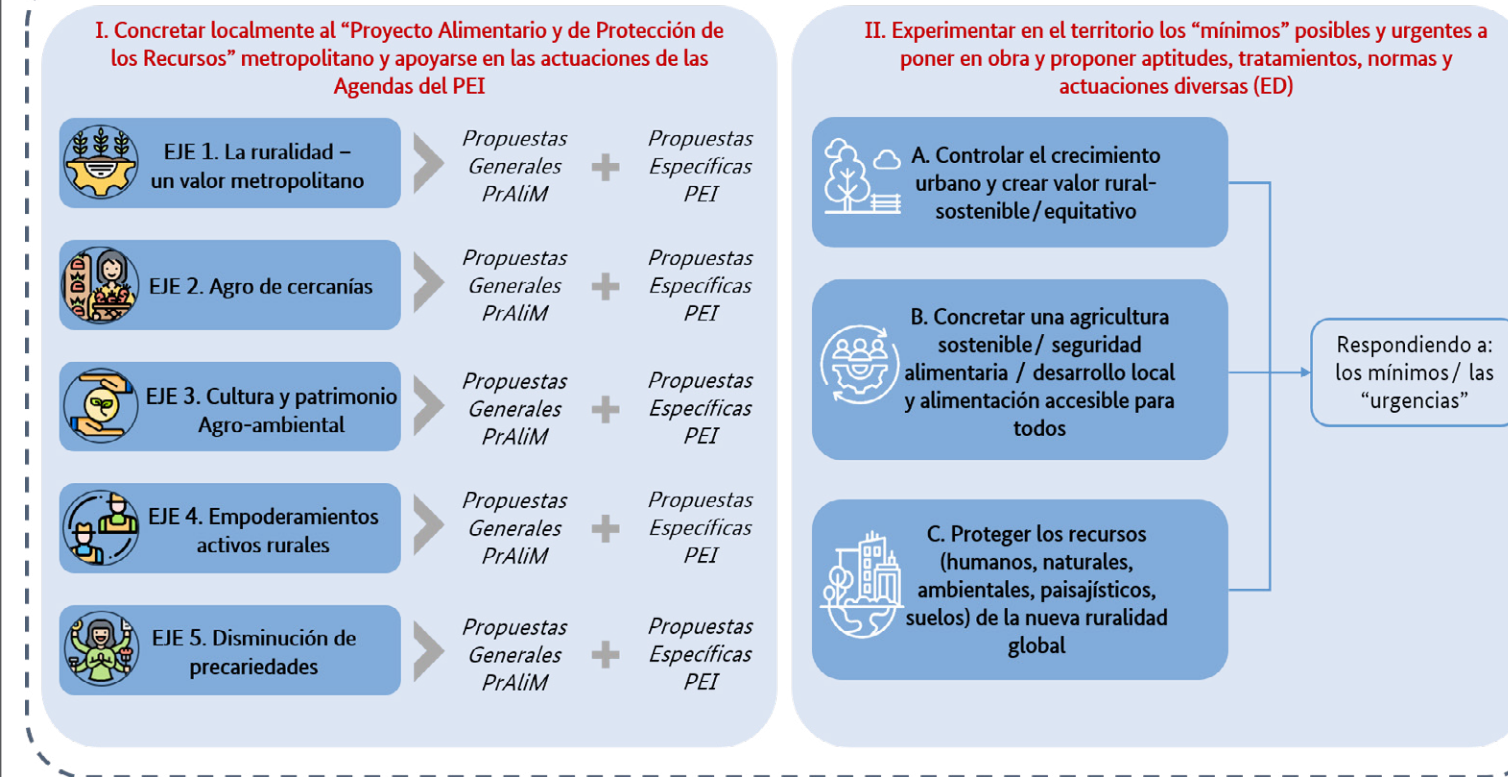 I. Concretar localmente al “Proyecto Alimentario y de Protección de
los Recursos” metropolitano y apoyarse en las actuaciones de las
Agendas del PEI
EJE 1. La ruralidad –
un valor metropolitano
Propuestas
Generales
PrAliM
+
Propuestas
Específicas
PEI
EJE 2. Agro de cercanías
Propuestas
Generales
PrAliM
+
Propuestas
Específicas
PEI
EJE 3. Cultura y patrimonio
Agro-ambiental
Propuestas
Generales
PrAliM
+
Propuestas
Específicas
PEI
EJE 4. Empoderamientos
activos rurales
Propuestas
Generales
PrAliM
+
Propuestas
Específicas
PEI
EJE 5. Disminución de
precariedades
Propuestas
Generales
PrAliM
+
Propuestas
Específicas
PEI
II. Experimentar en el territorio los “mínimos” posibles y urgentes a
poner en obra y proponer aptitudes, tratamientos, normas y
actuaciones diversas (ED)
A. Controlar el crecimiento
urbano y crear valor rural-
sostenible/equitativo
B. Concretar una agricultura
sostenible/ seguridad
alimentaria / desarrollo local
y alimentación accesible para
todos
C. Proteger los recursos
(humanos, naturales,
ambientales, paisajísticos,
suelos) de la nueva ruralidad
global
Respondiendo a:
los mínimos/ las
“urgencias”